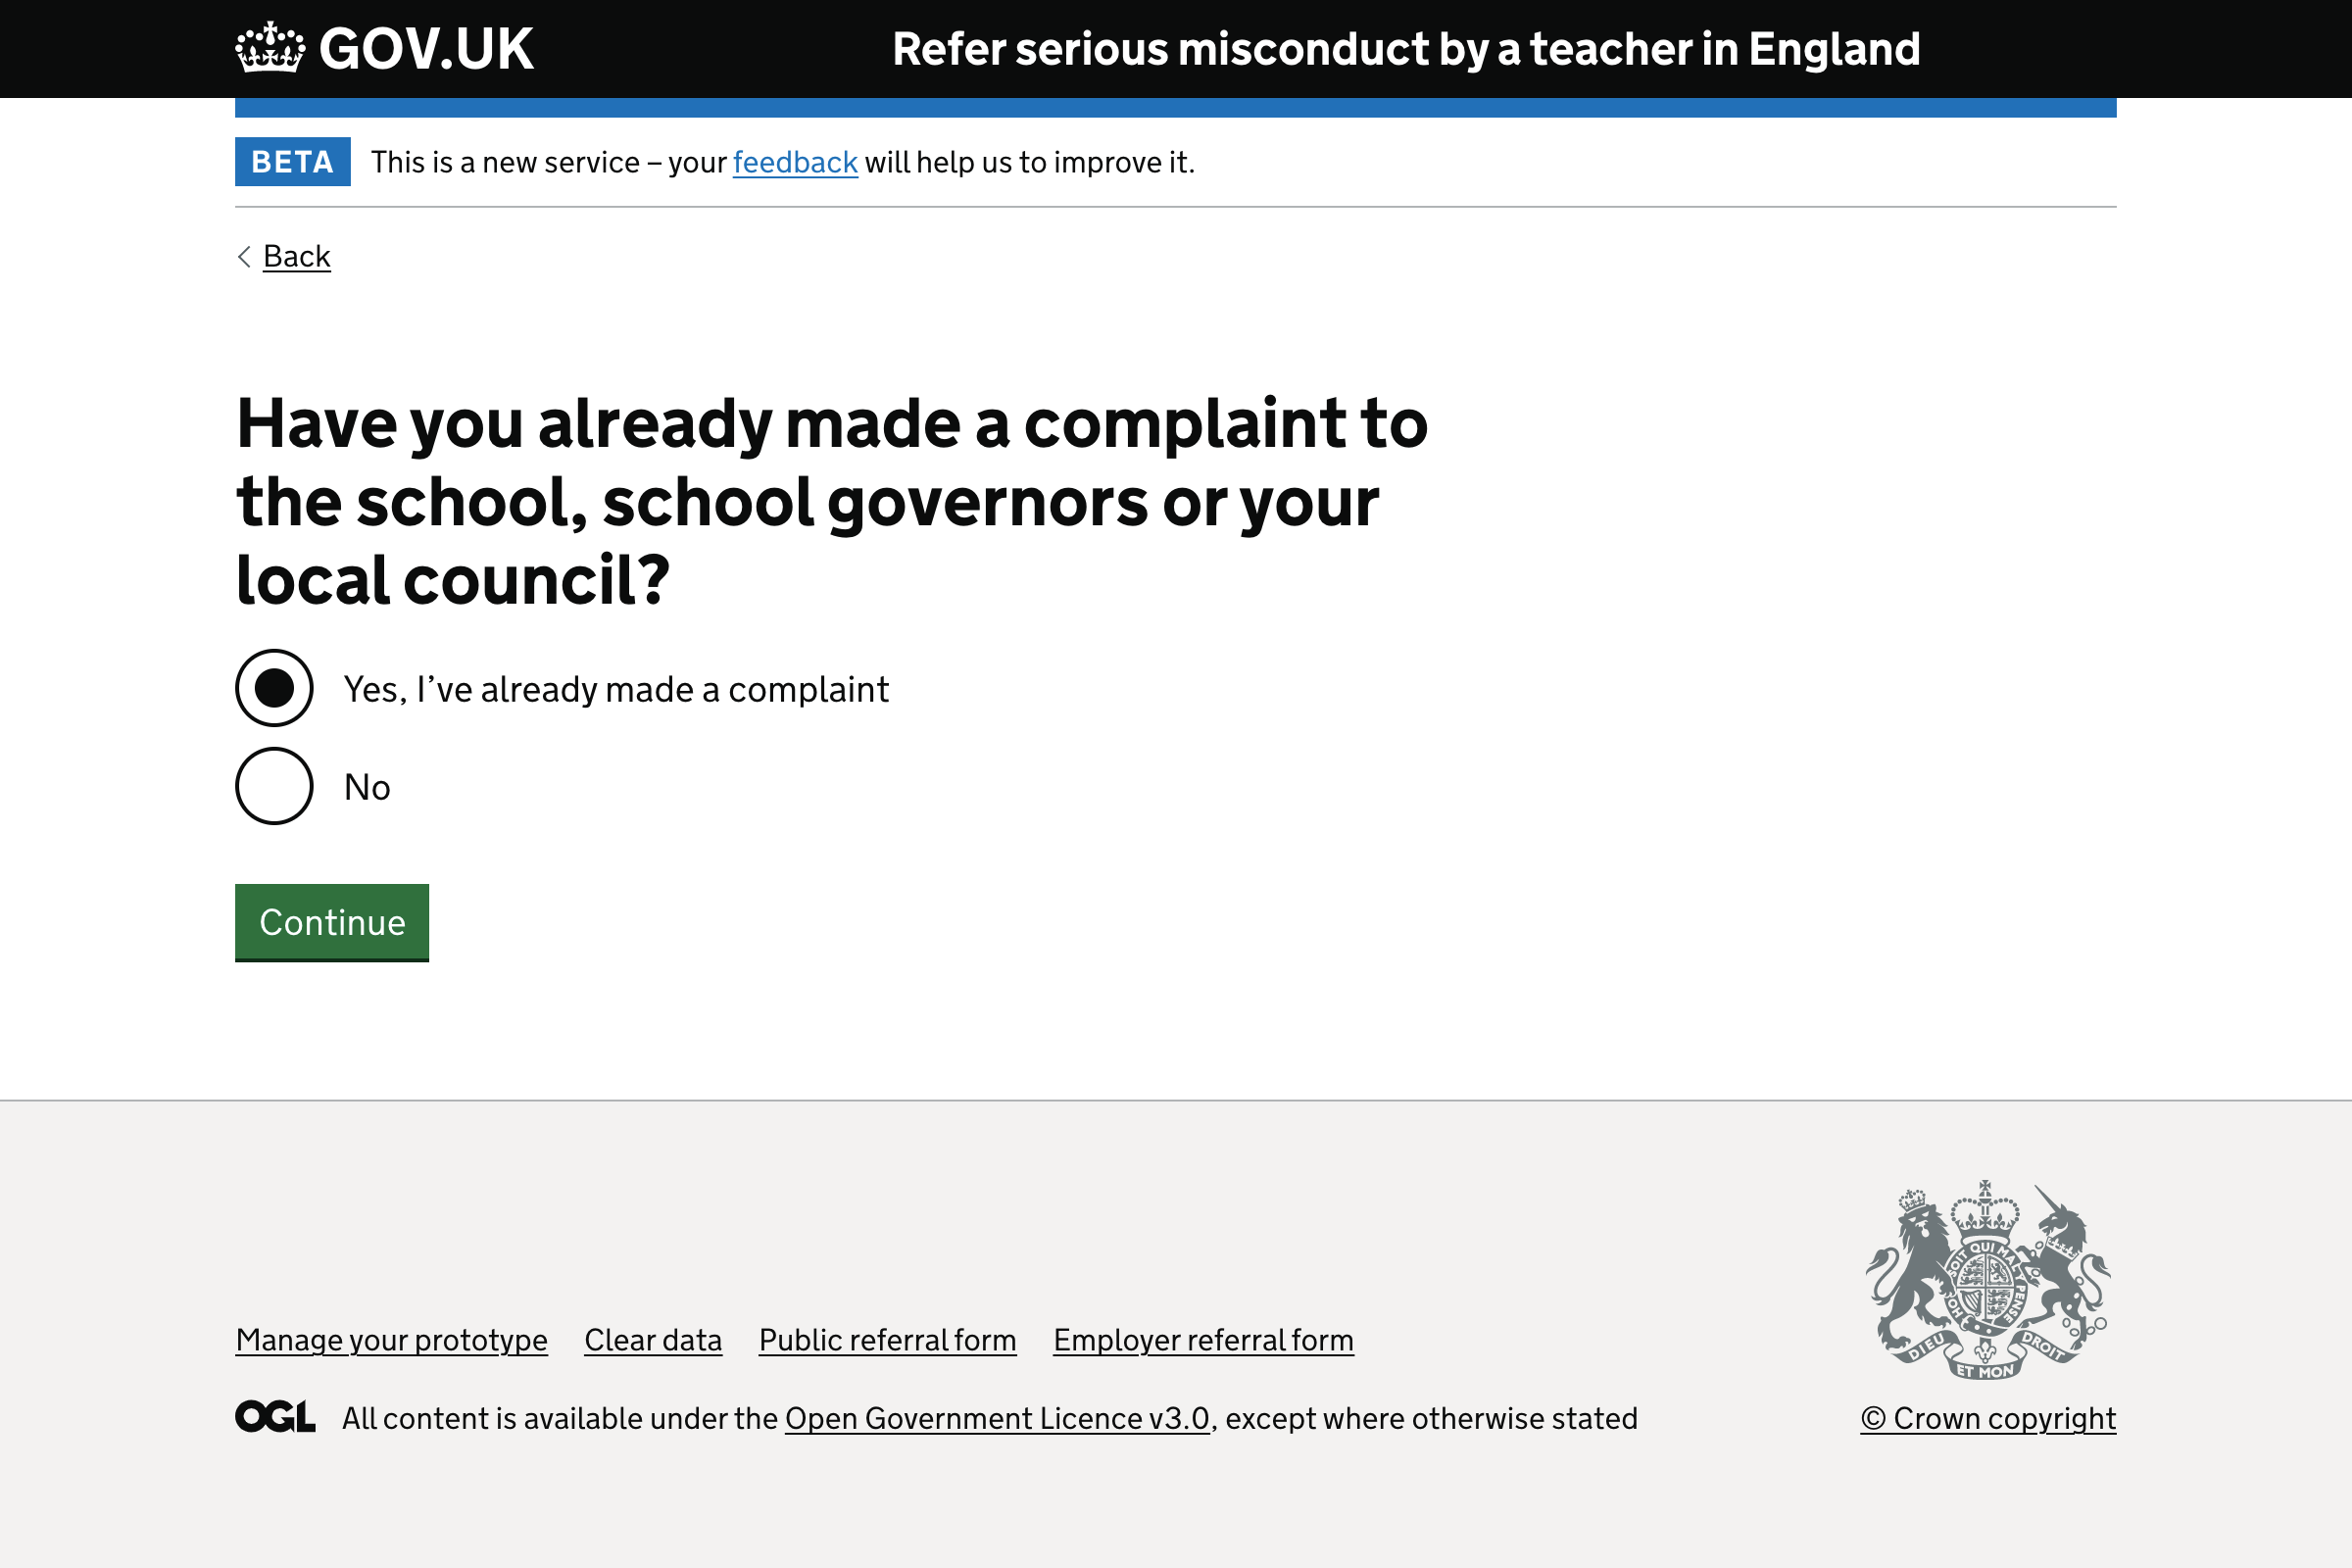 GOV.UK
Refer serious misconduct by a teacher in England
BETA
This is a new service – your feedback will help us to improve it.
Back
Have you already made a complaint to
the school, school governors or your
local council?
Yes, I’ve already made a complaint
No
Continue
Manage your prototype
Clear data
Public referral form
Employer referral form
OGL
All content is available under the Open Government Licence v3.0, except where otherwise stated
SOIT QUI MAL
PENSE
HO
DIEU
ET MON
DROIT
© Crown copyright